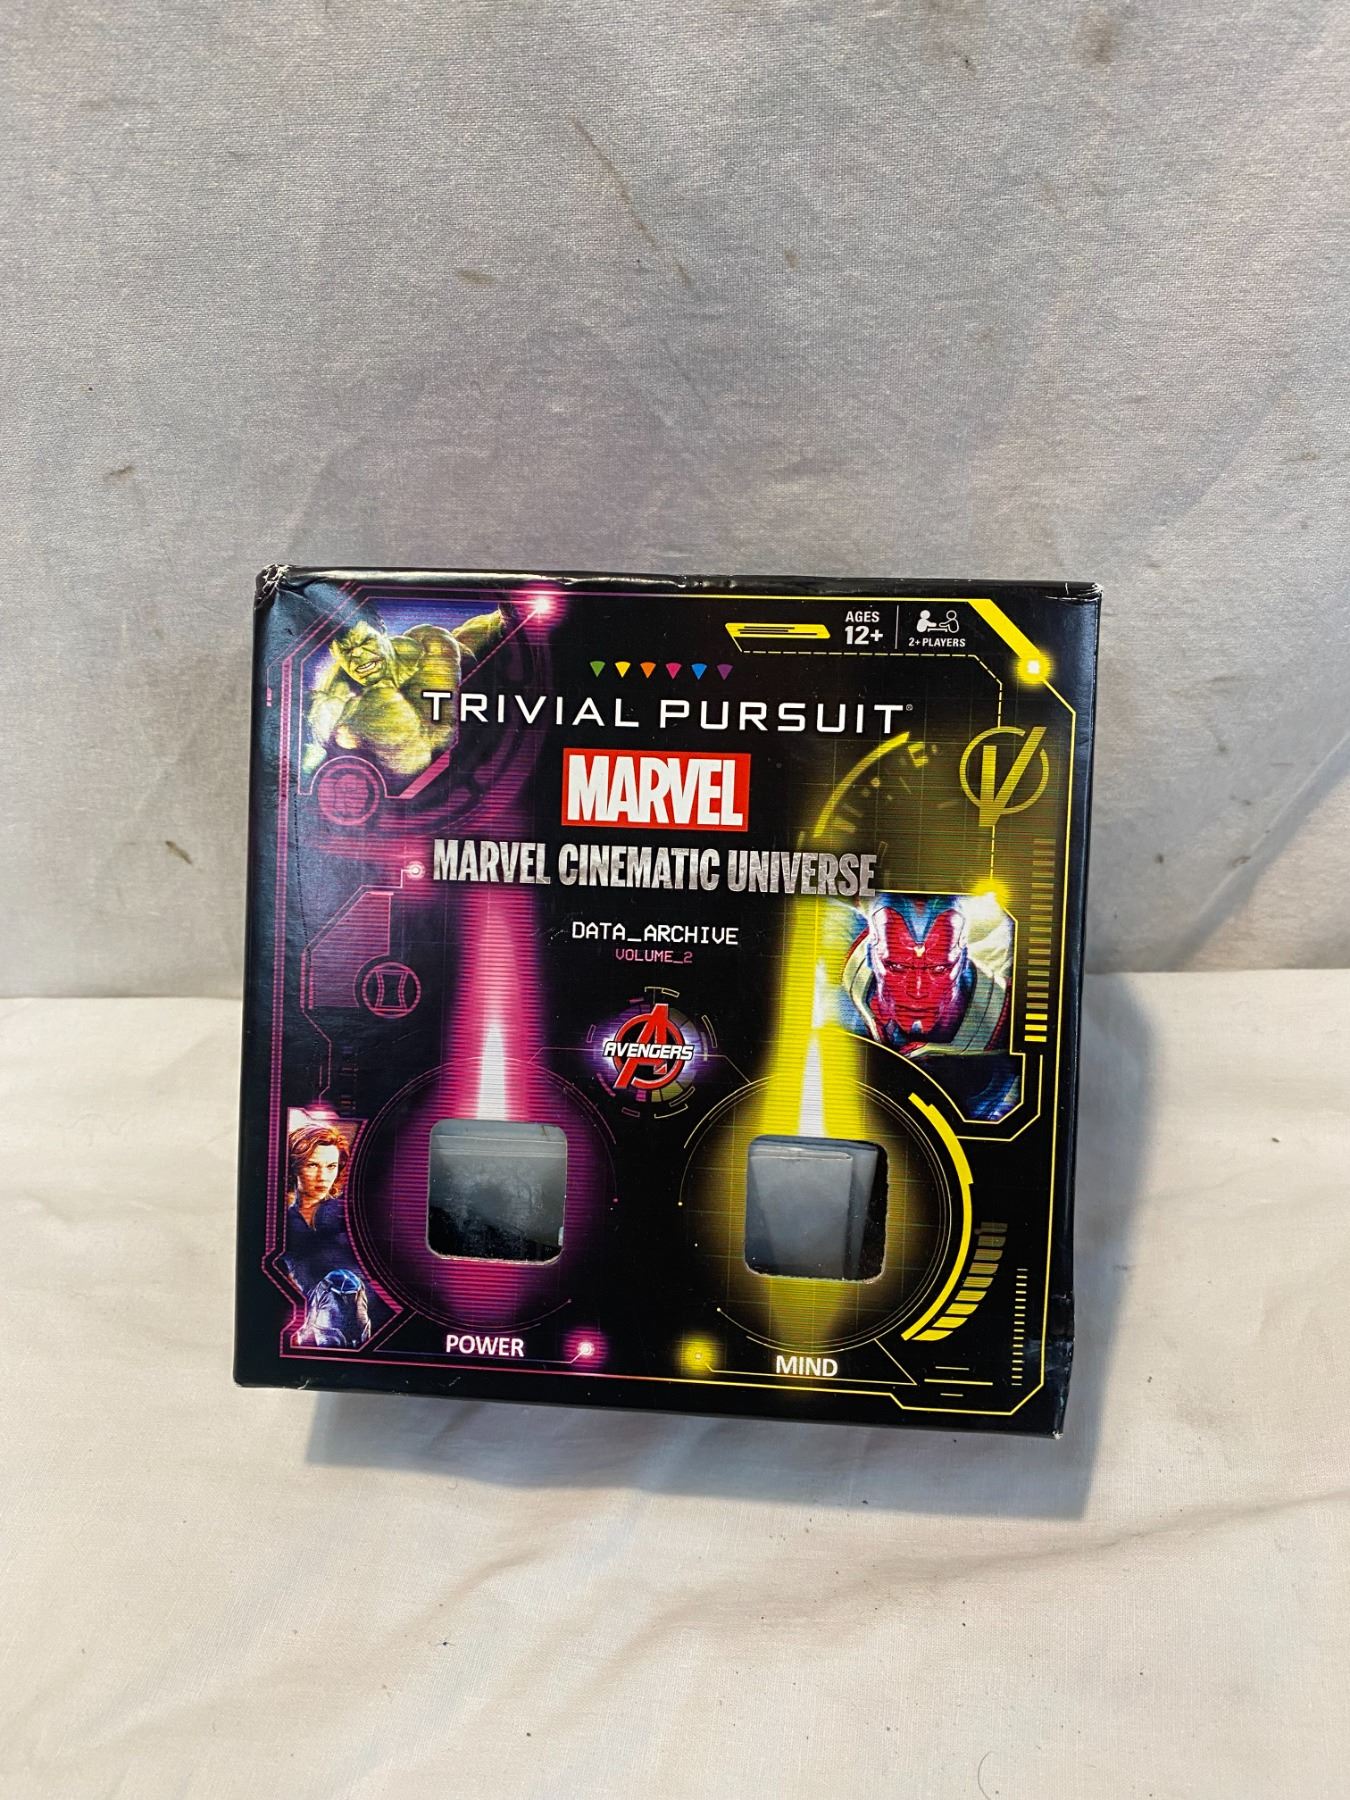 AGES
12+
2+ PLAYERS
TRIVIAL PURSUIT®
MARVEL
MARVEL CINEMATIC UNIVERSE
DATA_ARCHIVE
VOLUME_2
AVENGERS
POWER
MIND